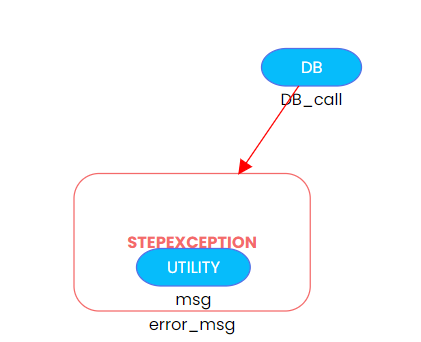 DB
DB_call
STEPEXCEPTION
UTILITY
msg
error_msg